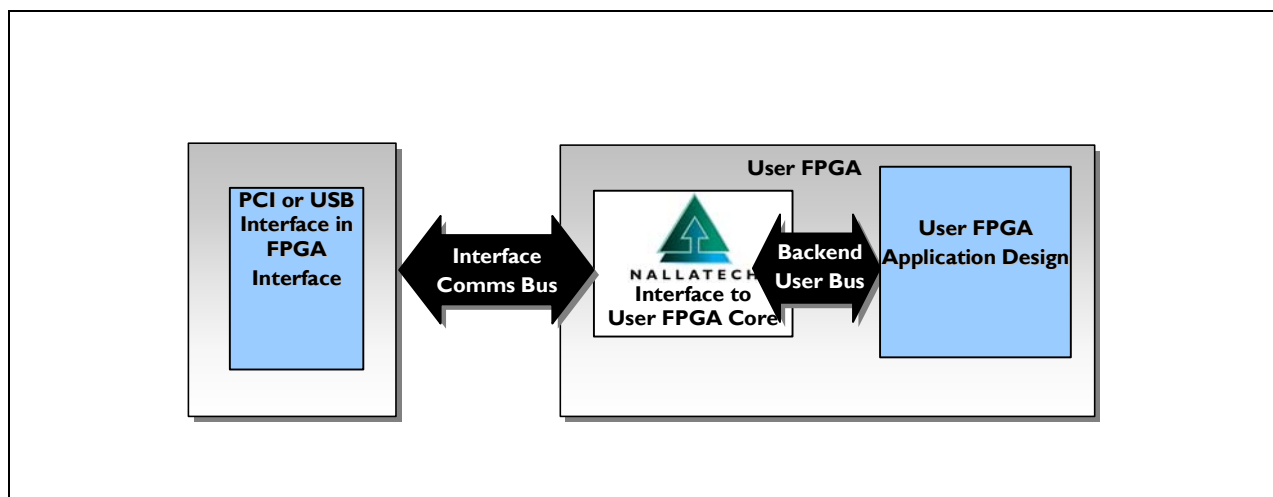 PCI or USB
Interface in
FPGA
Interface
Interface
Comms Bus
User FPGA
NALLATECH
Interface to
User FPGA Core
Backend
User Bus
User FPGA
Application Design